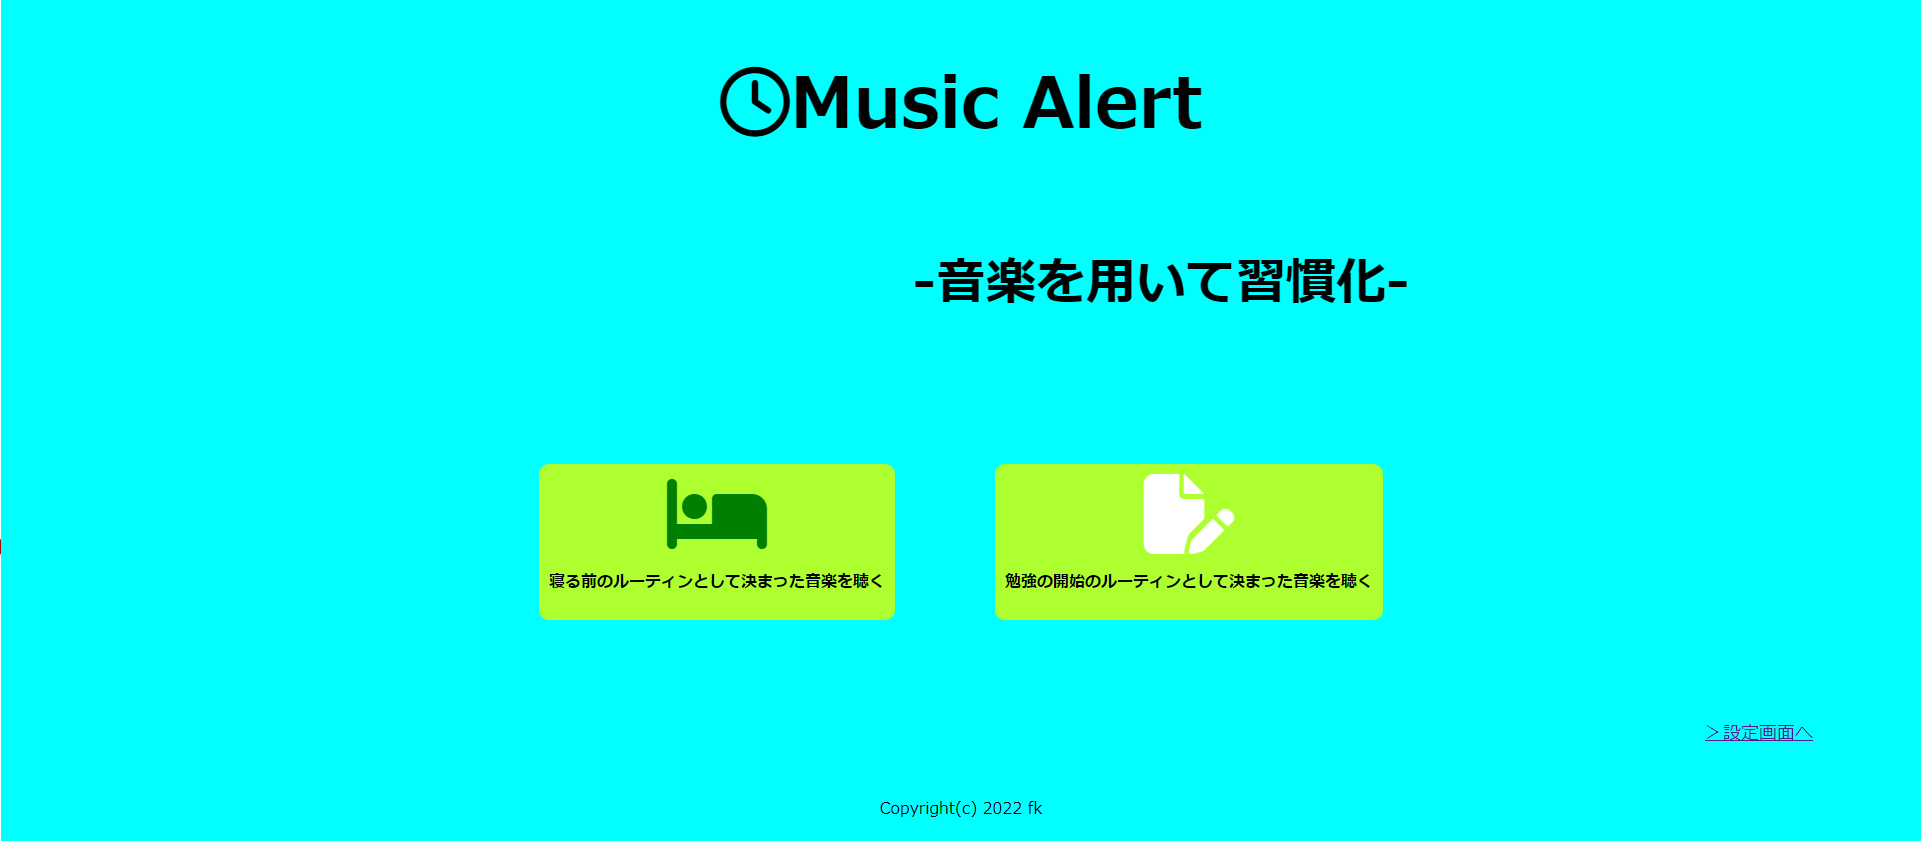 Music Alert
-音楽を用いて習慣化-
寝る前のルーティンとして決まった音楽を聴く
勉強の開始のルーティンとして決まった音楽を聴く
＞設定画面へ
Copyright(c) 2022 fk